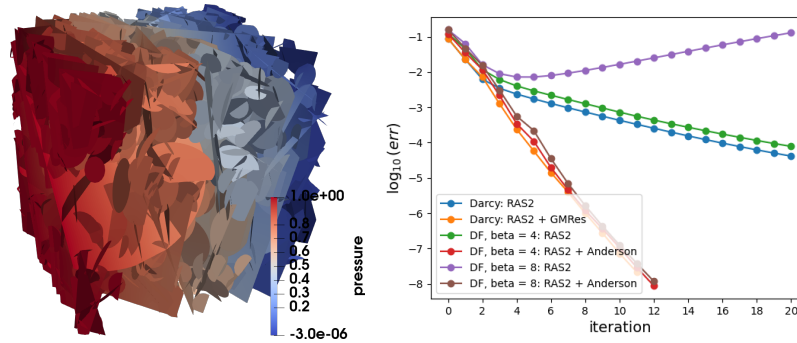 1.0e+00
0.8
0.7
0.6
0.5
0.4
0.3
0.2
-3.0e-06
pressure
log₁₀(err)
−1
−2
−3
−4
−5
−6
−7
−8
Darcy: RAS2
Darcy: RAS2 + GMRes
DF, beta = 4: RAS2
DF, beta = 4: RAS2 + Anderson
DF, beta = 8: RAS2
DF, beta = 8: RAS2 + Anderson
0 2 4 6 8 10 12 14 16 18 20
iteration